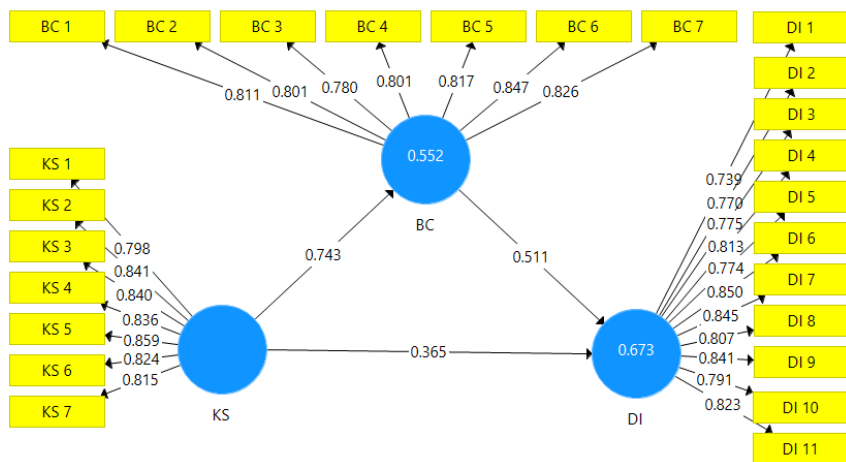 BC 1
BC 2
BC 3
BC 4
BC 5
BC 6
BC 7
0.811
0.801
0.780
0.801
0.817
0.847
0.826
0.552
BC
KS 1
KS 2
KS 3
KS 4
KS 5
KS 6
KS 7
0.798
0.841
0.840
0.836
0.859
0.824
0.815
KS
0.743
0.511
0.365
0.673
DI
0.739
0.770
0.775
0.813
0.774
0.850
0.845
0.807
0.841
0.791
0.823
DI 1
DI 2
DI 3
DI 4
DI 5
DI 6
DI 7
DI 8
DI 9
DI 10
DI 11